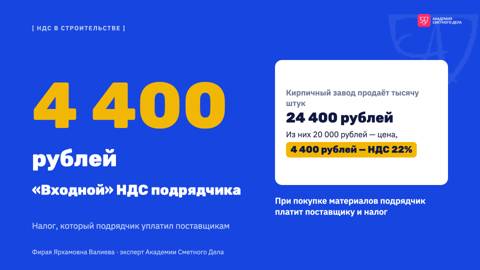 [ НДС В СТРОИТЕЛЬСТВЕ ]
АКАДЕМИЯ
СМЕТНОГО ДЕЛА
4 400
рублей
«Входной» НДС подрядчика
Налог, который подрядчик уплатил поставщикам
Фирая Ярхамовна Валиева · эксперт Академии Сметного Дела
Кирпичный завод продаёт тысячу
штук
24 400 рублей
Из них 20 000 рублей — цена,
4 400 рублей — НДС 22%
При покупке материалов подрядчик
платит поставщику и налог